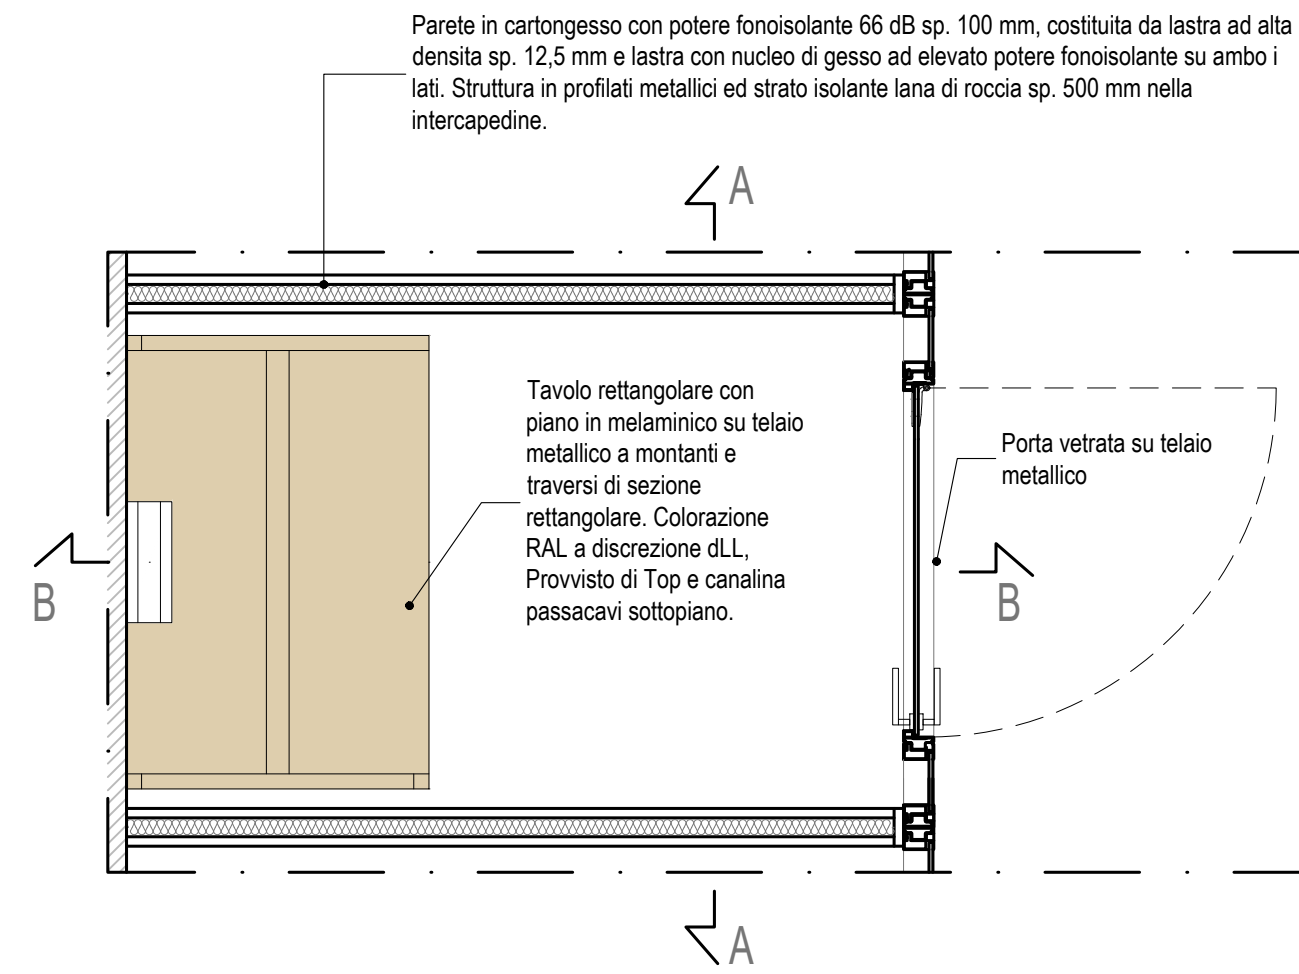 Parete in cartongesso con potere fonoisolante 66 dB sp. 100 mm, costituita da lastra ad alta
densita sp. 12,5 mm e lastra con nucleo di gesso ad elevato potere fonoisolante su ambo i
lati. Struttura in profilati metallici ed strato isolante lana di roccia sp. 500 mm nella
intercapedine.
A
Tavolo rettangolare con
piano in melaminico su telaio
metallico a montanti e
traversi di sezione
rettangolare. Colorazione
RAL a discrezione dLL,
Provvisto di Top e canalina
passacavi sottopiano.
Porta vetrata su telaio
metallico
B
B
A